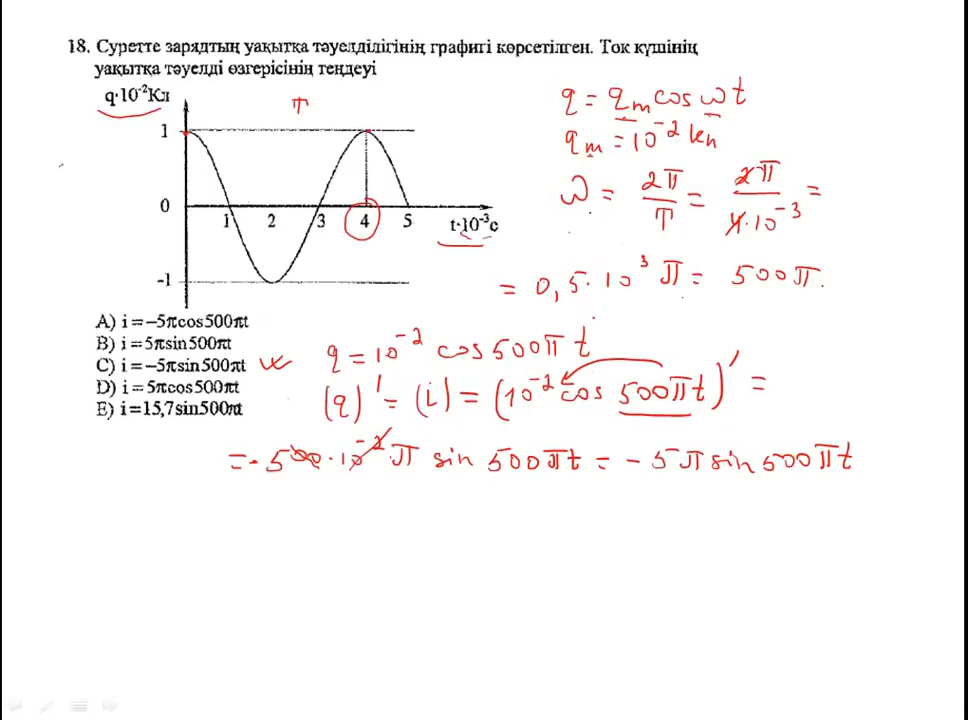 18. Суретте зарядтың уақытқа тәуелділігінің графигі көрсетілген. Ток күшінің
уақытқа тәуелді өзгерісінің теңдеуі
q·10⁻²Кл
T
1
0
-1
1 2 3 4 5
t·10⁻³с
q = qₘ cos ωt
qₘ = 10⁻² кл
ω = 2π/T = 2π/4·10⁻³ =
= 0,5·10³ π = 500π.
A) i = –5πcos500πt
B) i = 5πsin500πt
C) i = –5πsin500πt
D) i = 5πcos500πt
E) i = 15,7sin500πt
q = 10⁻² cos 500π t
(q)' = (i) = (10⁻² cos 500πt)' =
= - 500·10⁻² π sin 500πt = - 5π sin 500πt